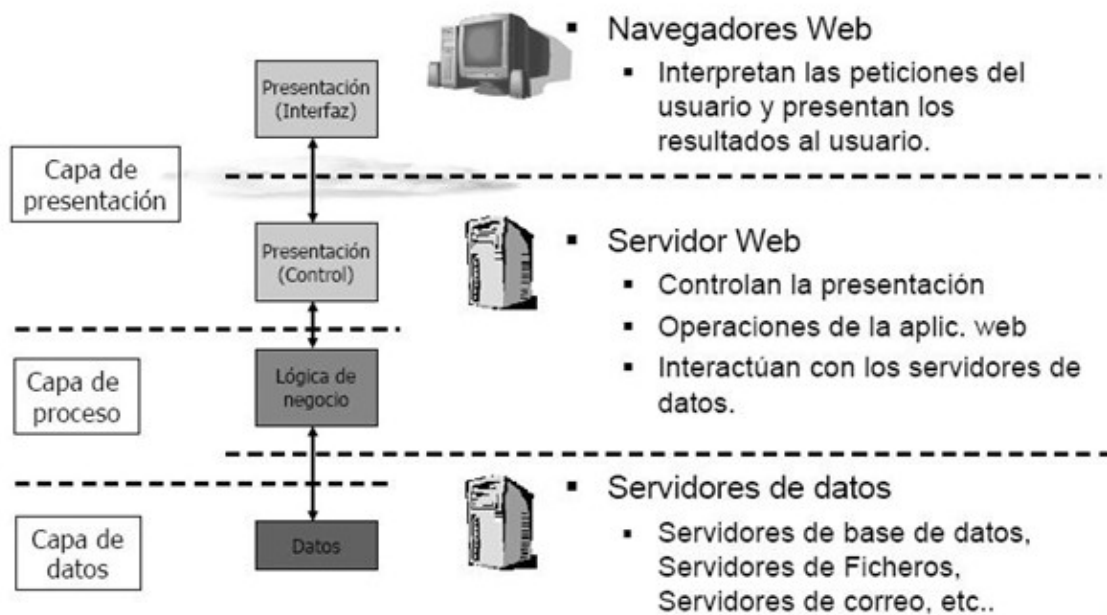 Capa de
presentación
Capa de
proceso
Capa de
datos
Presentación
(Interfaz)
Presentación
(Control)
Lógica de
negocio
Datos
▪ Navegadores Web
▪ Interpretan las peticiones del
usuario y presentan los
resultados al usuario.
▪ Servidor Web
▪ Controlan la presentación
▪ Operaciones de la aplic. web
▪ Interactúan con los servidores de
datos.
▪ Servidores de datos
▪ Servidores de base de datos,
Servidores de Ficheros,
Servidores de correo, etc..